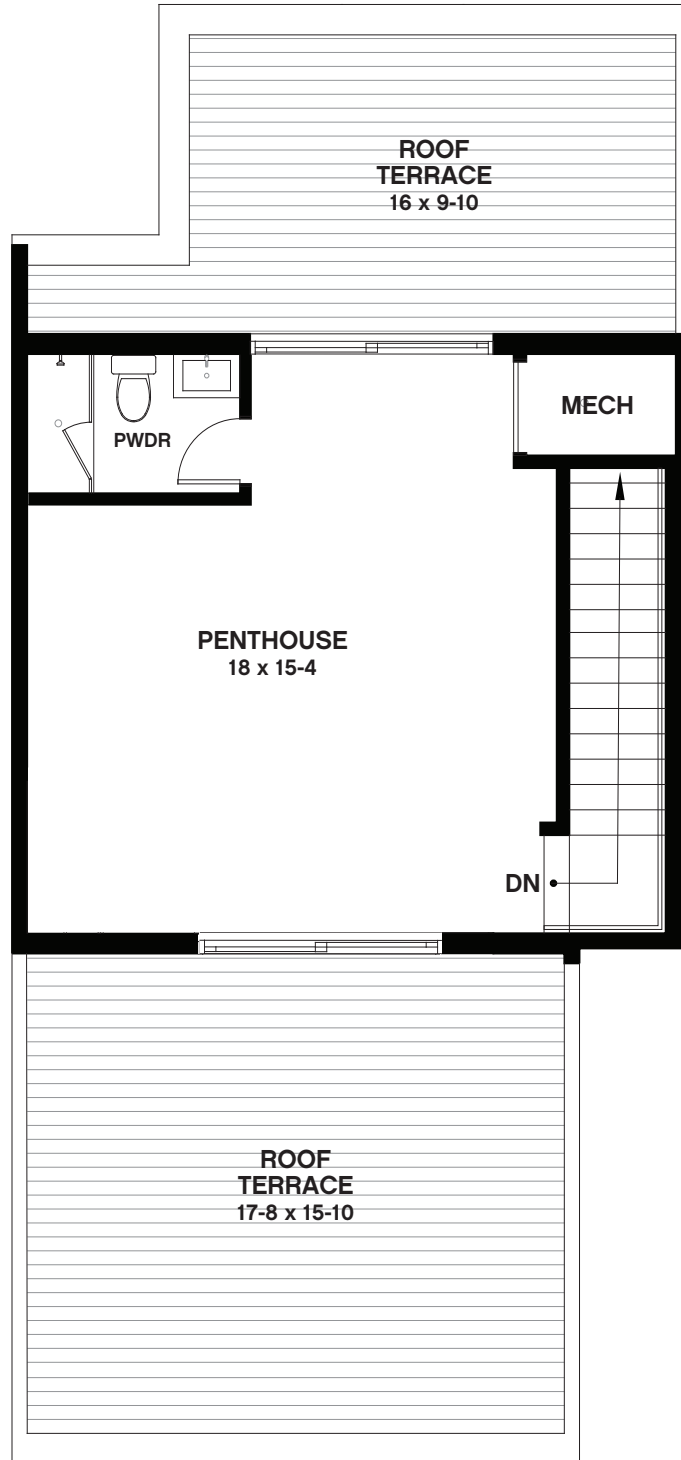 ROOF
TERRACE
16 x 9-10
MECH
PWDR
PENTHOUSE
18 x 15-4
DN
ROOF
TERRACE
17-8 x 15-10